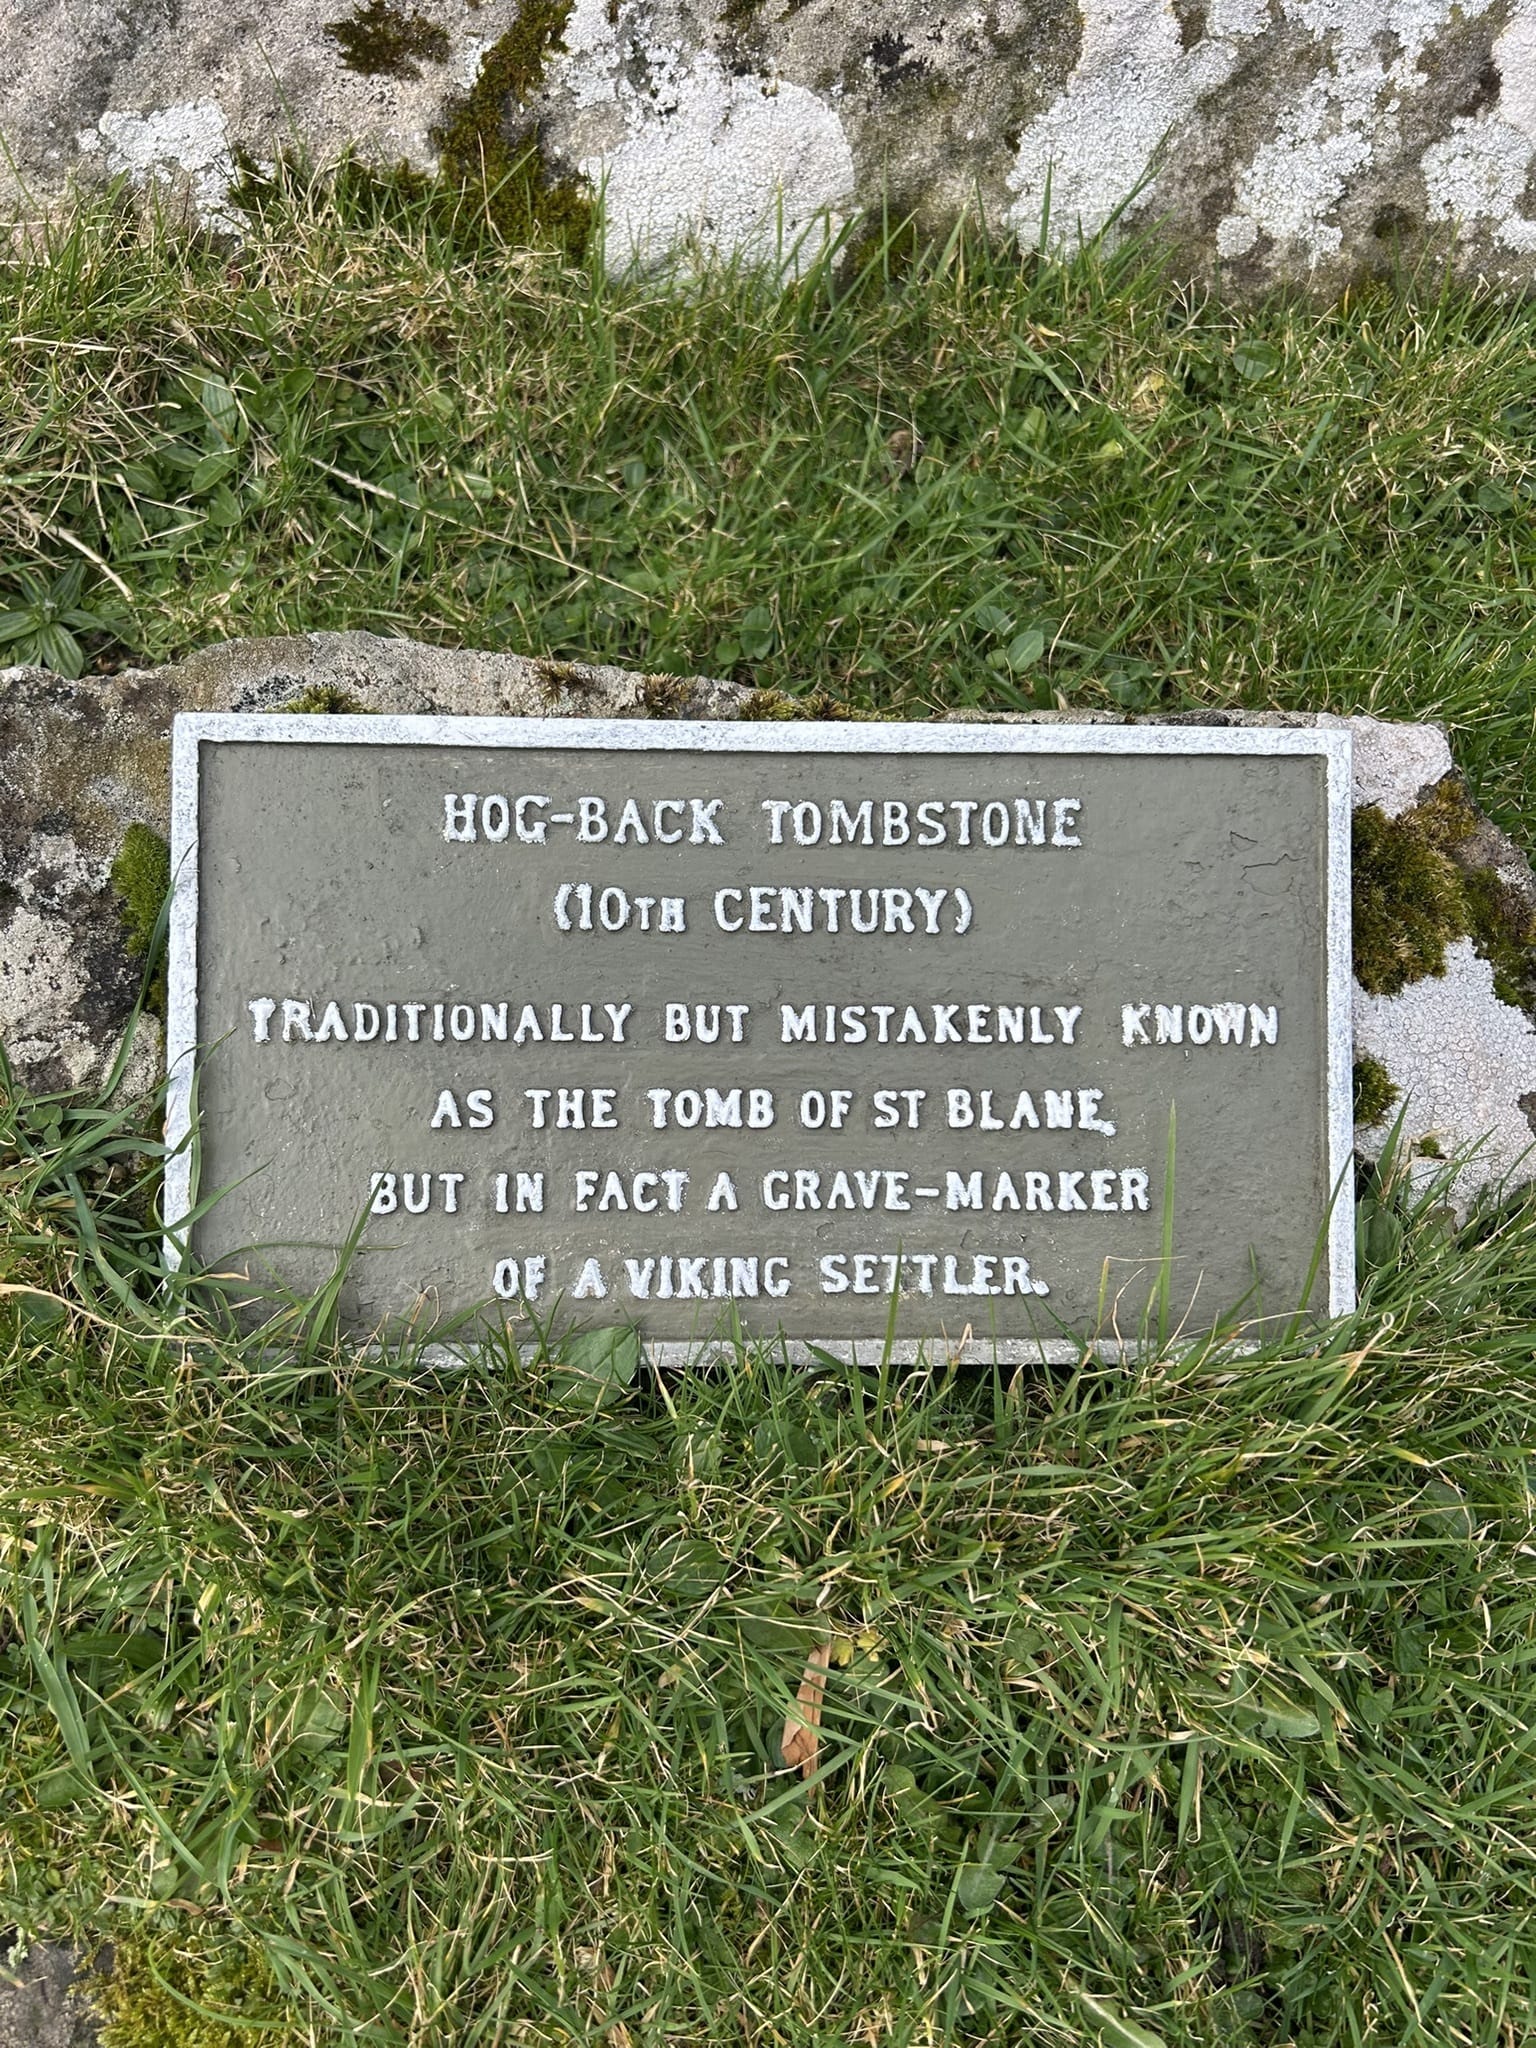 HOG-BACK TOMBSTONE
(10TH CENTURY)
TRADITIONALLY BUT MISTAKENLY KNOWN
AS THE TOMB OF ST BLANE,
BUT IN FACT A GRAVE-MARKER
OF A VIKING SETTLER.